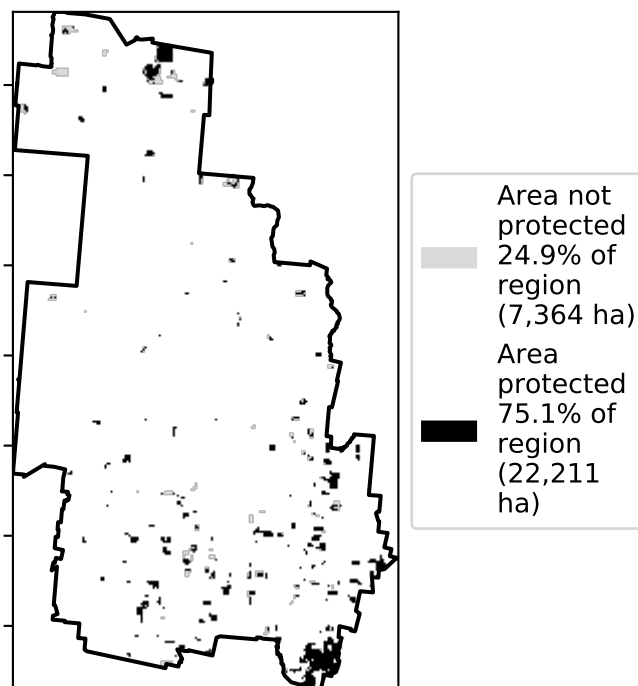 Area not
protected
24.9% of
region
(7,364 ha)
Area
protected
75.1% of
region
(22,211
ha)